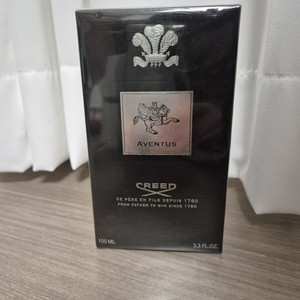 AVENTUS
CREED
DE PÈRE EN FILS DEPUIS 1760
FROM FATHER TO SON SINCE 1760
100 ML 3.3 FL.OZ.